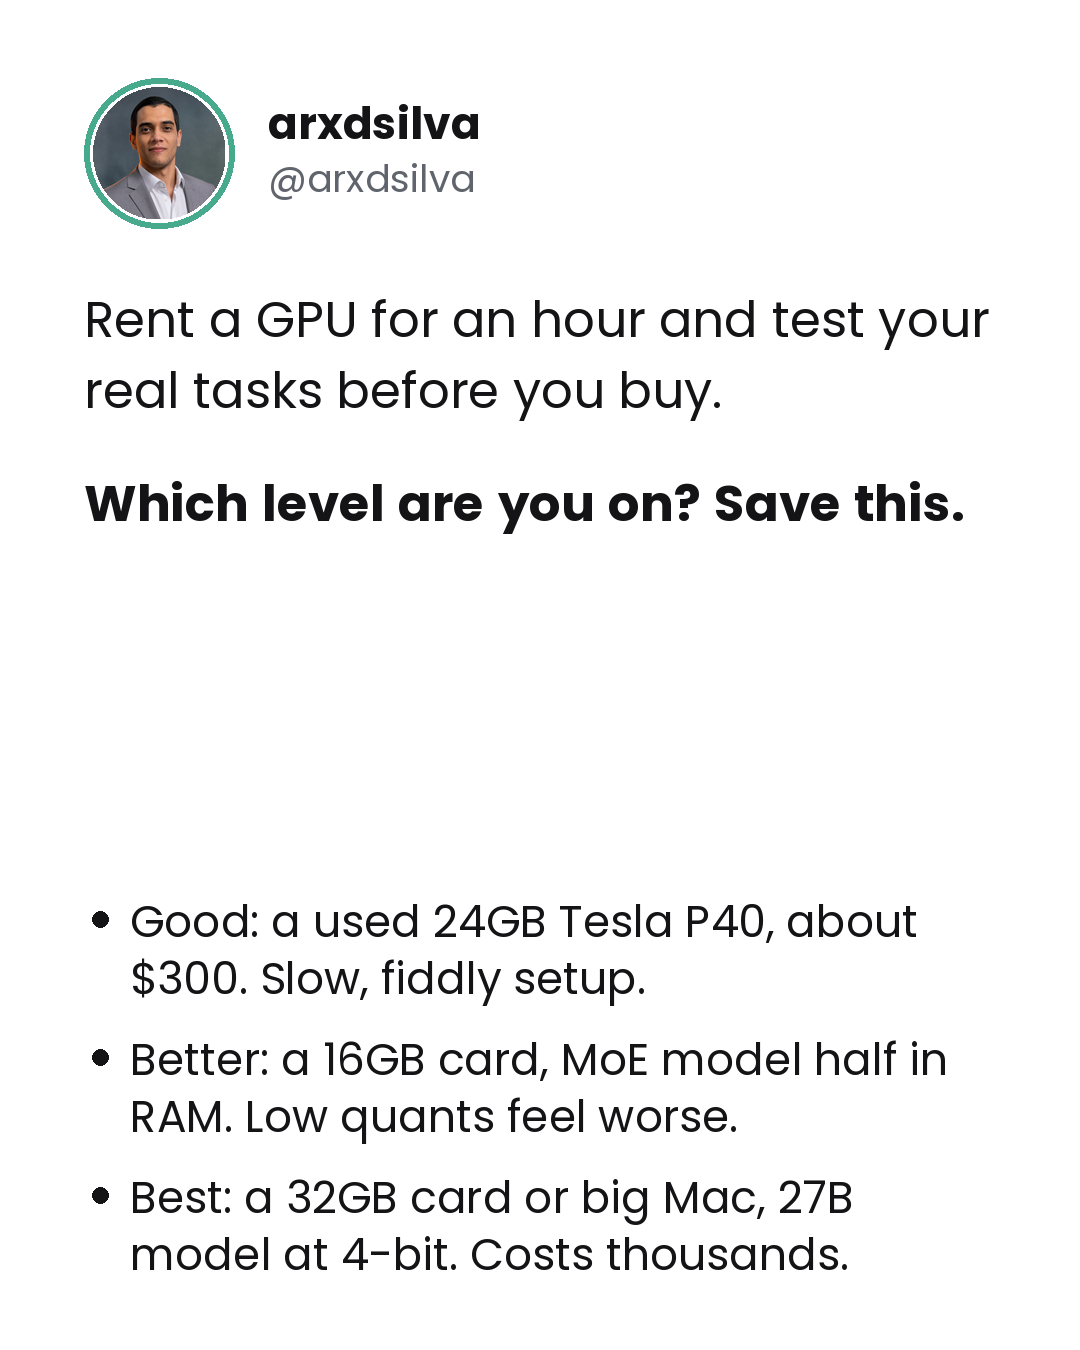 arxdsilva
@arxdsilva
Rent a GPU for an hour and test your
real tasks before you buy.
Which level are you on? Save this.
• Good: a used 24GB Tesla P40, about
$300. Slow, fiddly setup.
• Better: a 16GB card, MoE model half in
RAM. Low quants feel worse.
• Best: a 32GB card or big Mac, 27B
model at 4-bit. Costs thousands.